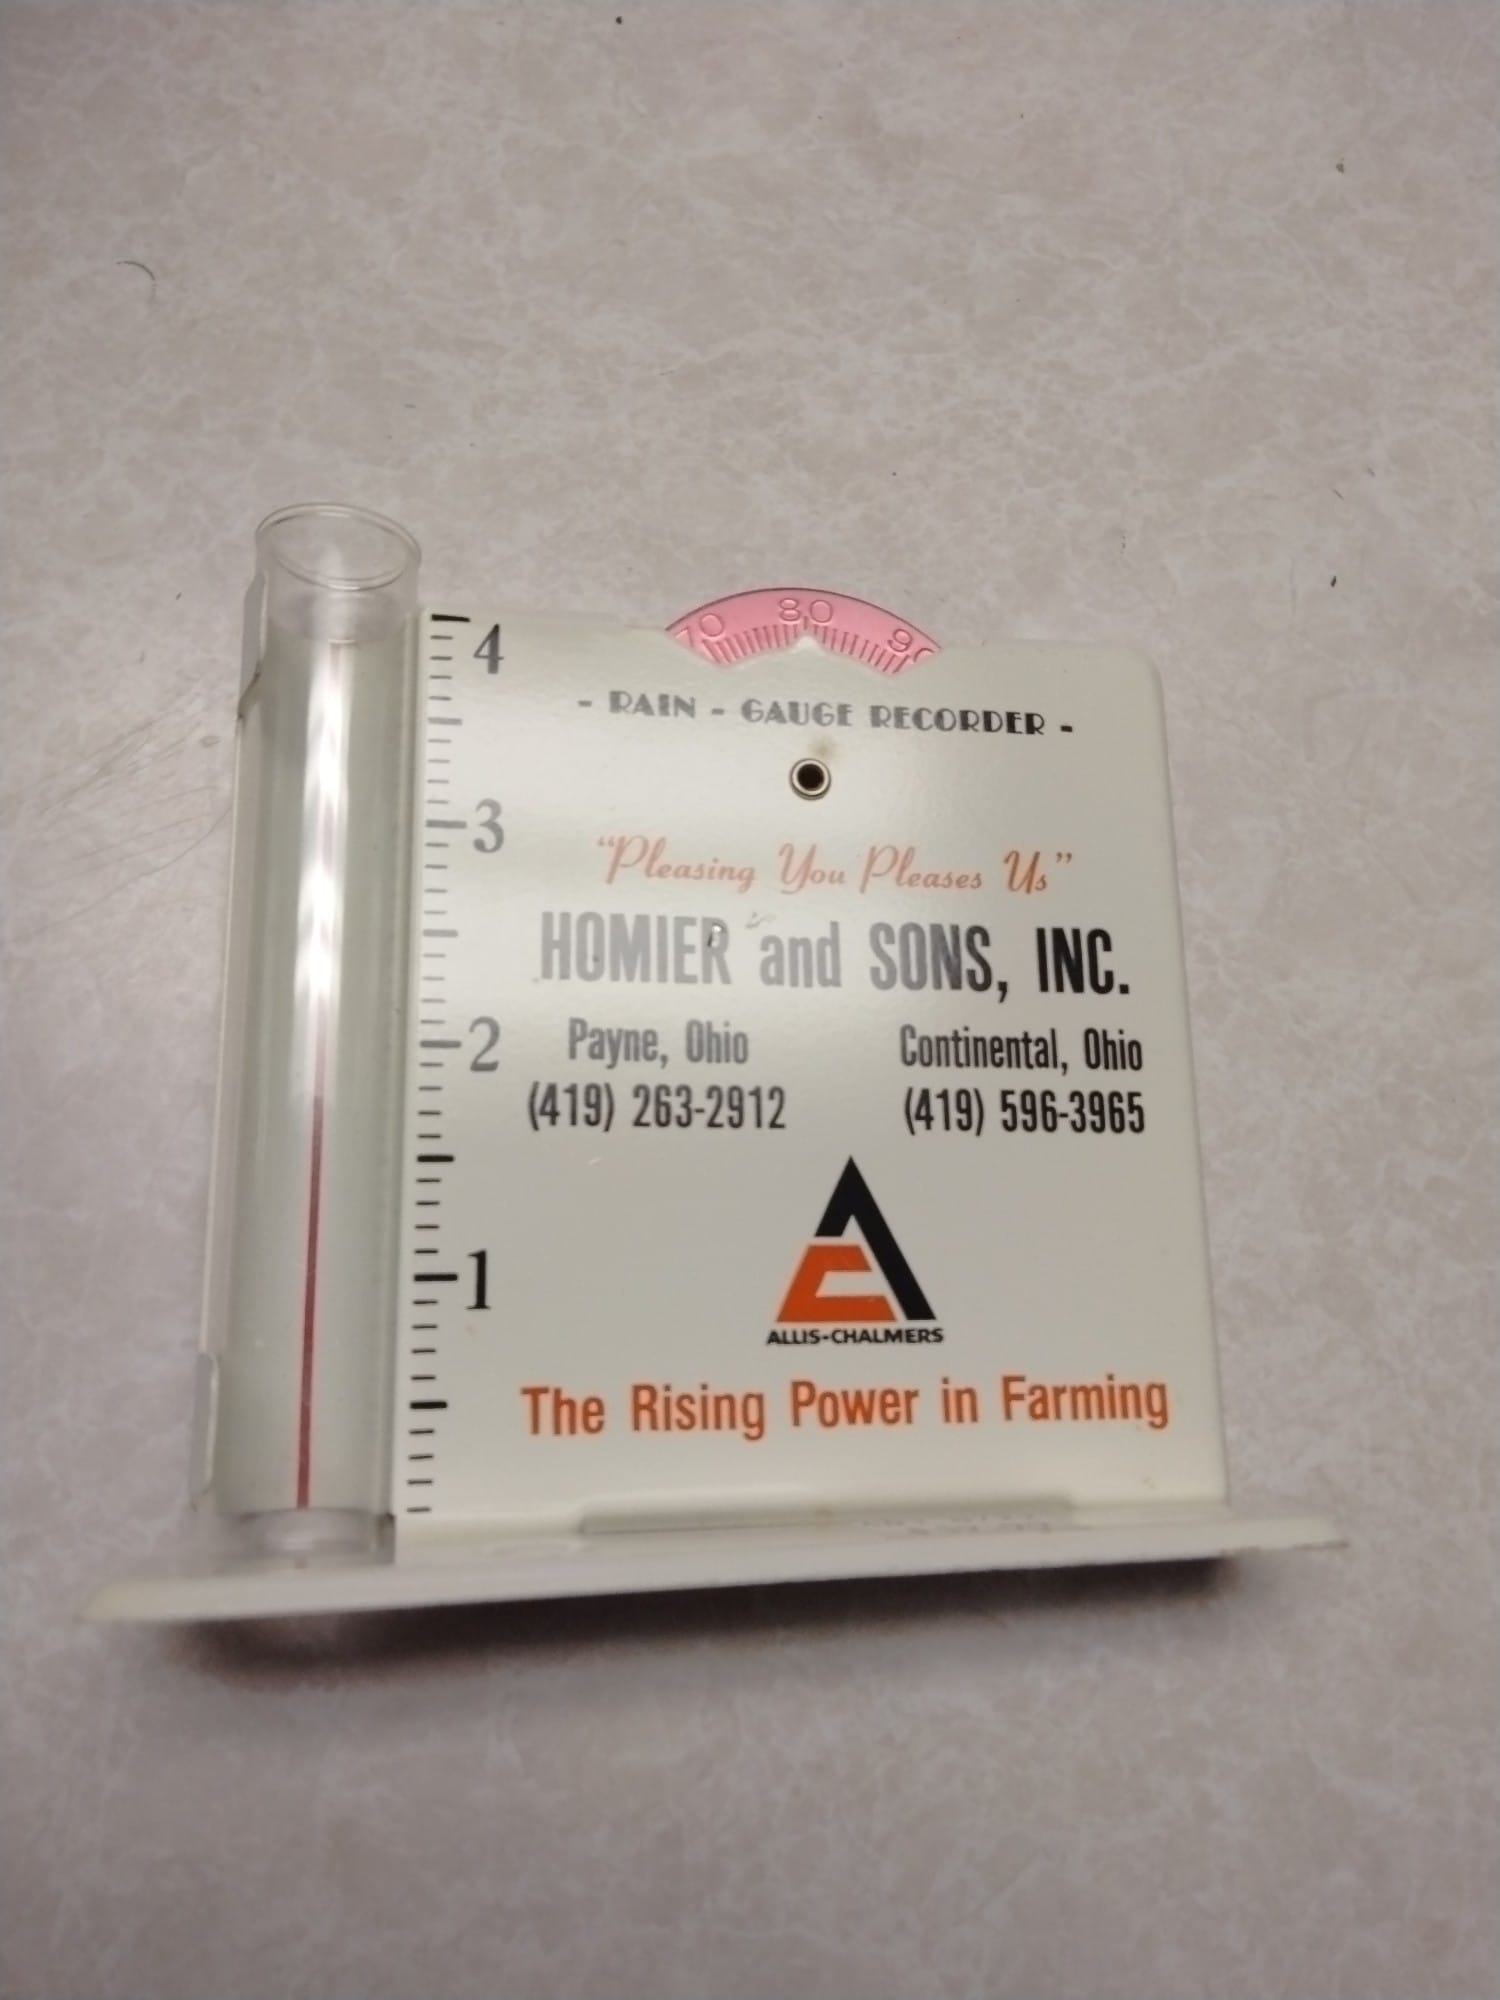 70 80 90
4
- RAIN - GAUGE RECORDER -
3
"Pleasing You Pleases Us"
HOMIER and SONS, INC.
2
Payne, Ohio Continental, Ohio
(419) 263-2912 (419) 596-3965
1
ALLIS-CHALMERS
The Rising Power in Farming